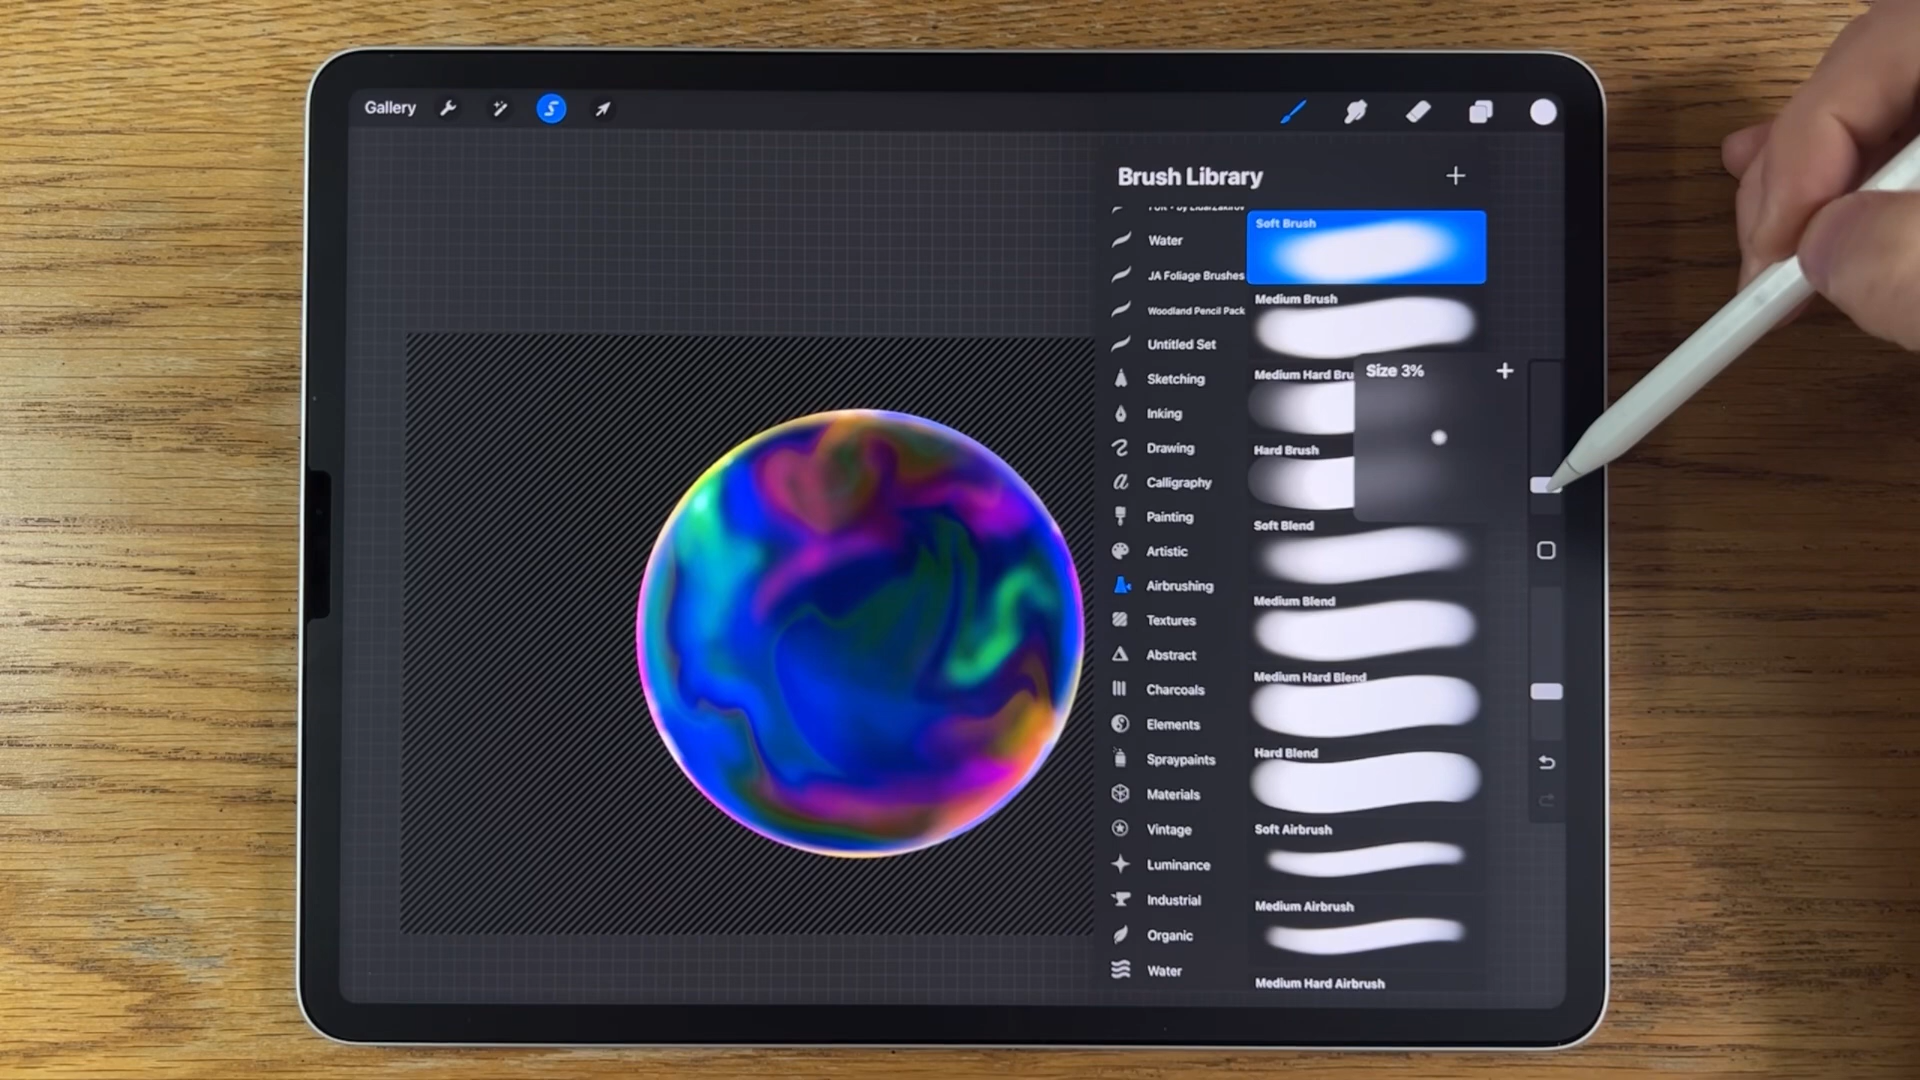 Gallery
Brush Library
Water
JA Foliage Brushes
Woodland Pencil Pack
Untitled Set
Sketching
Inking
Drawing
Calligraphy
Painting
Artistic
Airbrushing
Textures
Abstract
Charcoals
Elements
Spraypaints
Materials
Vintage
Luminance
Industrial
Organic
Water
Soft Brush
Medium Brush
Medium Hard Bru
Size 3%
Hard Brush
Soft Blend
Medium Blend
Medium Hard Blend
Hard Blend
Soft Airbrush
Medium Airbrush
Medium Hard Airbrush